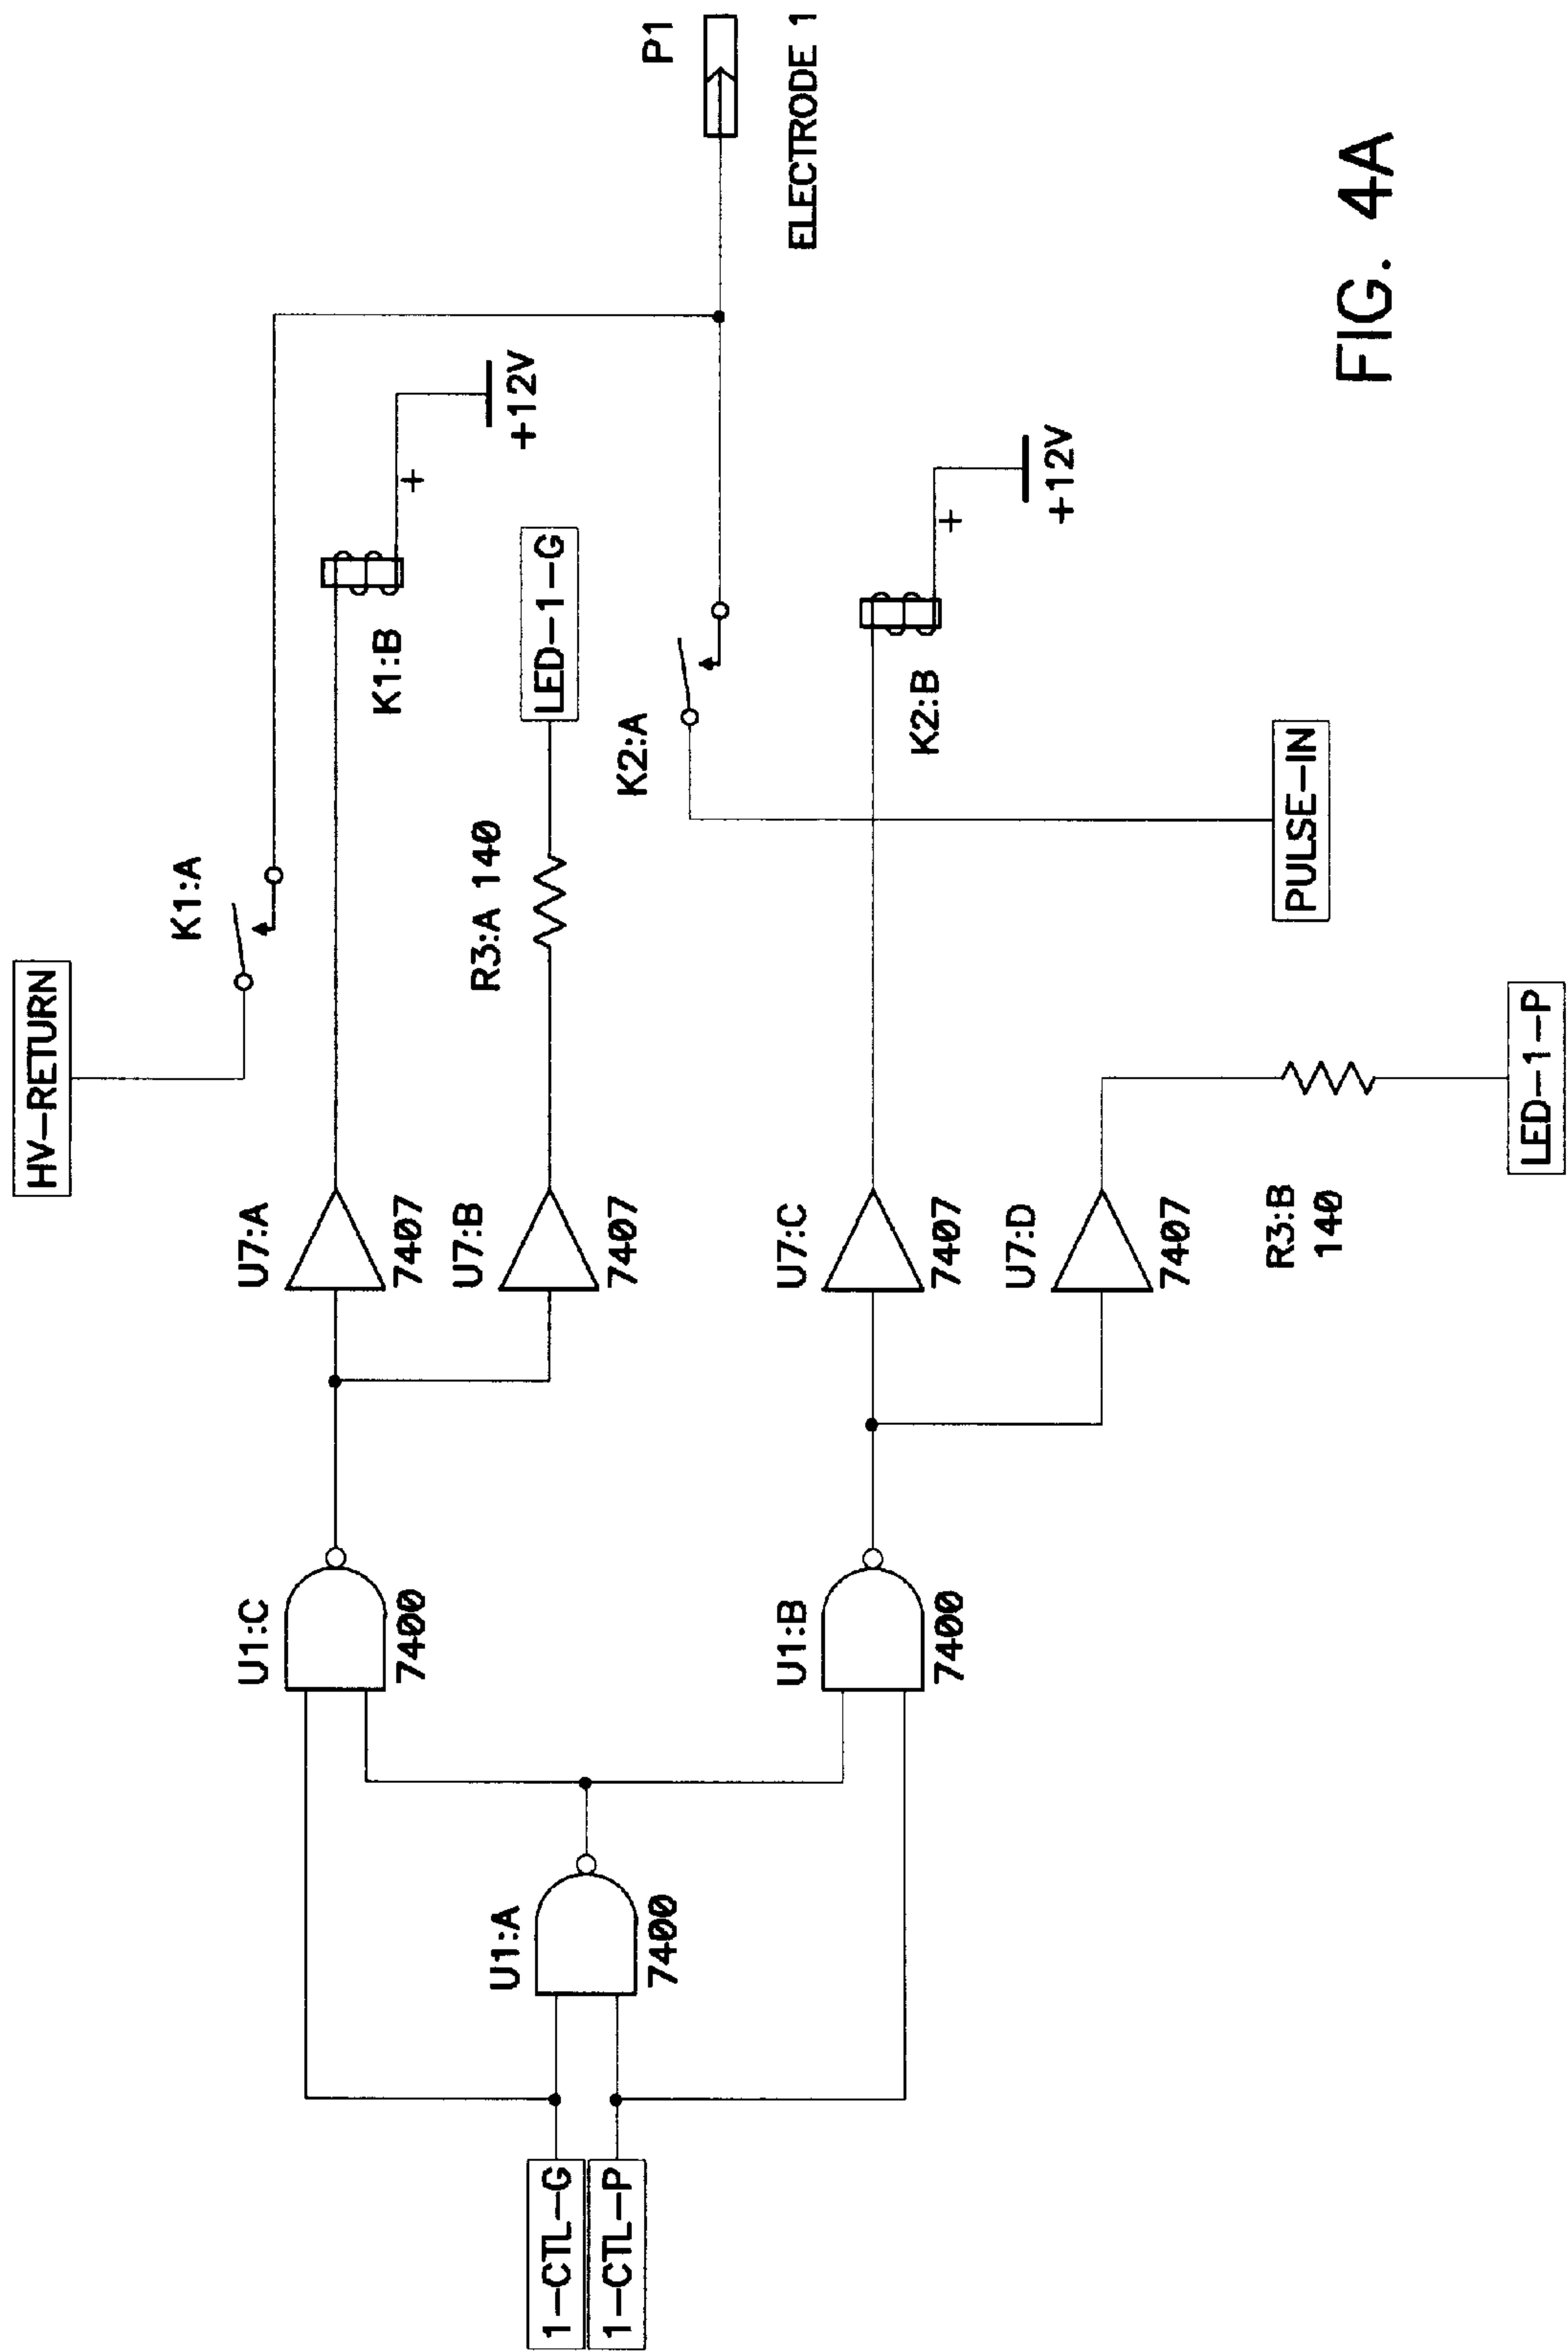 HV-RETURN
K1:A
P1
ELECTRODE 1
U7:A
7407
K1:B
+
+12V
U1:C
7400
U7:B
7407
R3:A 140
LED-1-G
U1:A
7400
1-CTL-G
1-CTL-P
K2:A
U1:B
7400
U7:C
7407
K2:B
+
+12V
U7:D
7407
R3:B
140
PULSE-IN
LED-1-P
FIG. 4A